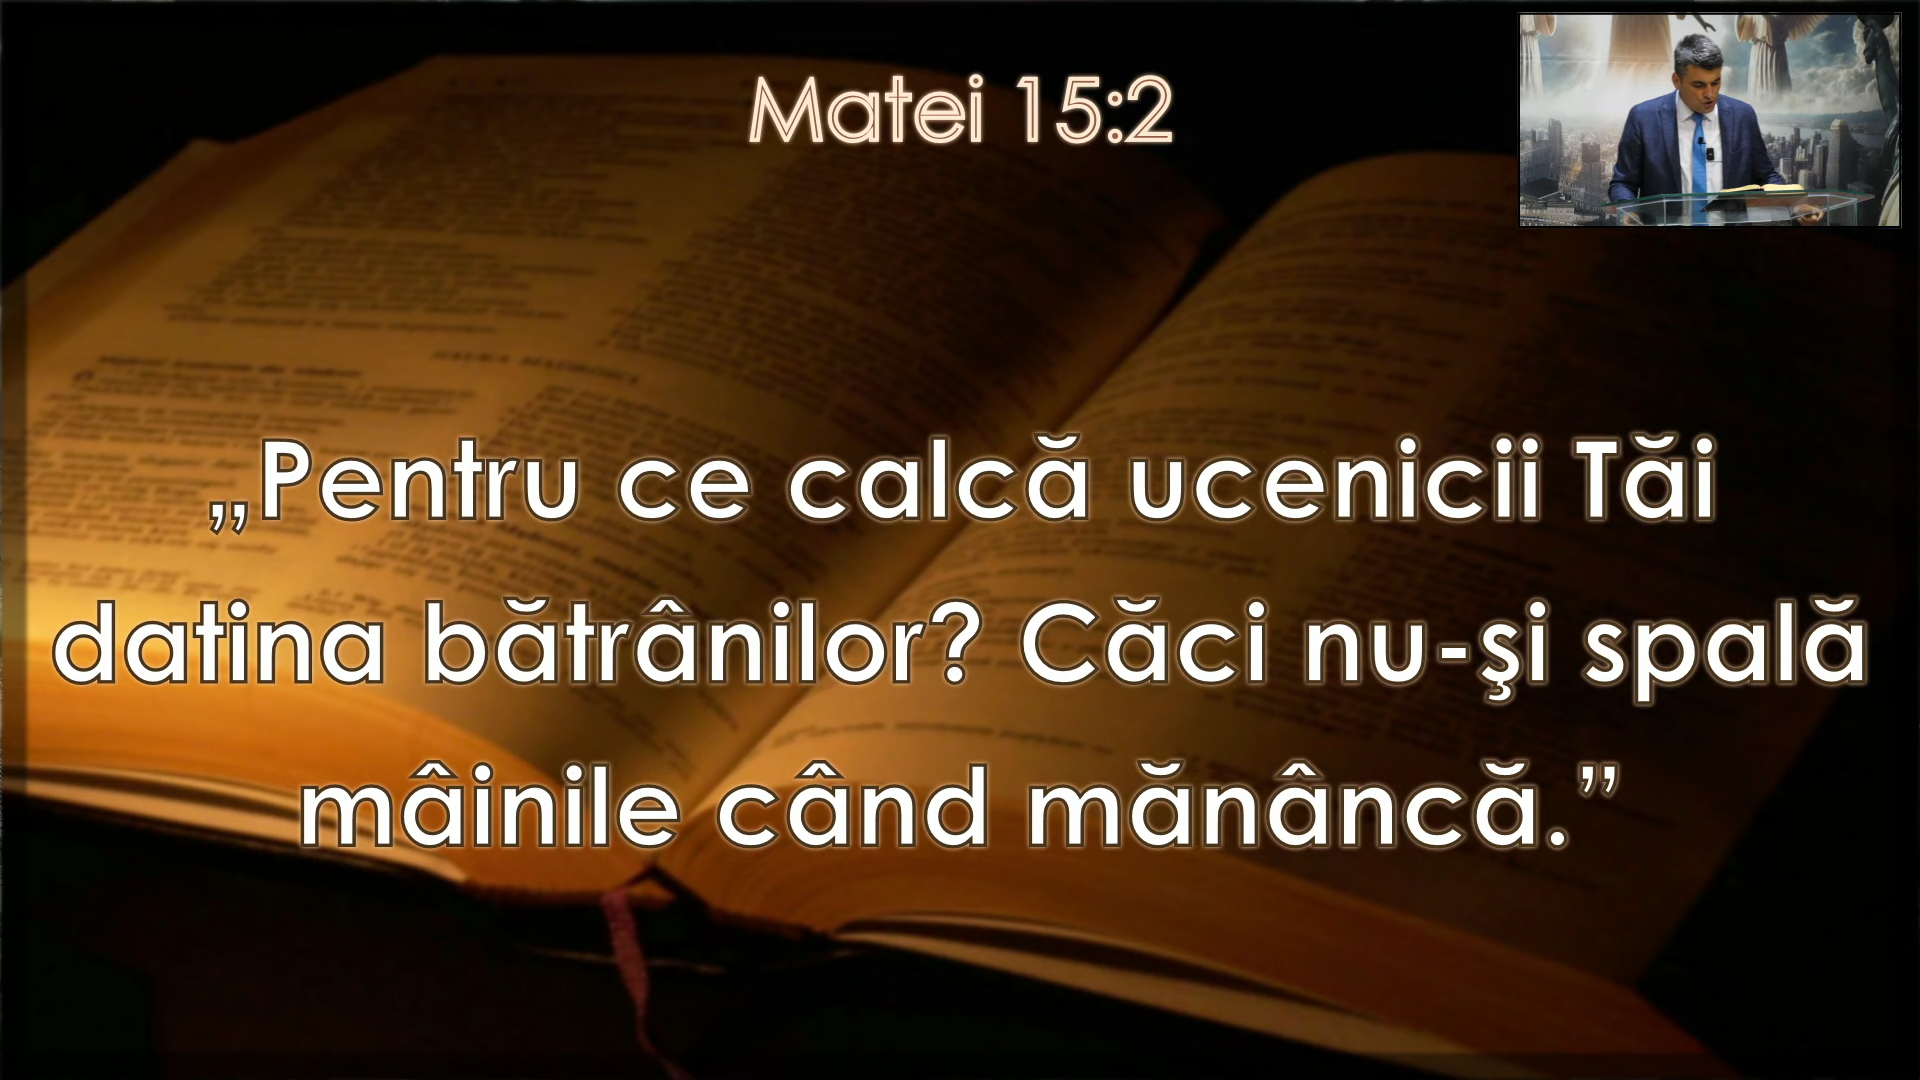 Matei 15:2
„Pentru ce calcă ucenicii Tăi
datina bătrânilor? Căci nu-şi spală
mâinile când mănâncă.”